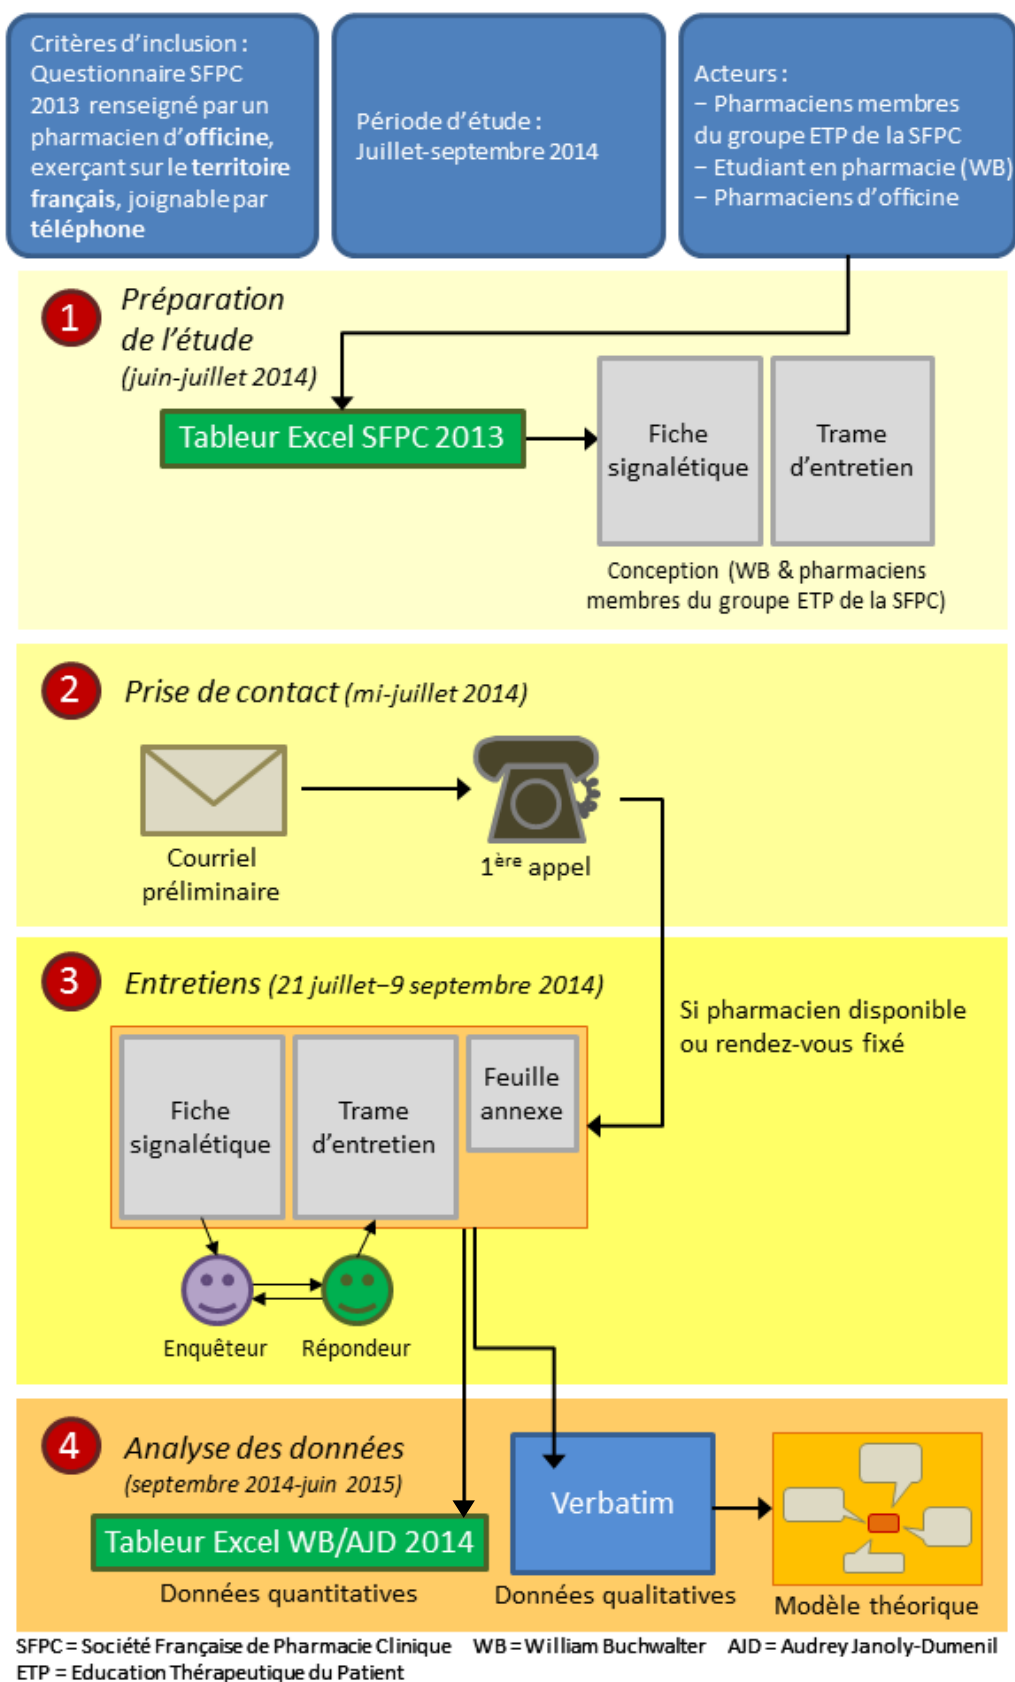 Critères d'inclusion :
Questionnaire SFPC
2013 renseigné par un
pharmacien d'officine,
exerçant sur le territoire
français, joignable par
téléphone
Période d'étude :
Juillet-septembre 2014
Acteurs :
– Pharmaciens membres
du groupe ETP de la SFPC
– Etudiant en pharmacie (WB)
– Pharmaciens d'officine
1 Préparation
de l'étude
(juin-juillet 2014)
Tableur Excel SFPC 2013
Fiche
signalétique
Trame
d'entretien
Conception (WB & pharmaciens
membres du groupe ETP de la SFPC)
2 Prise de contact (mi-juillet 2014)
Courriel
préliminaire
1ère appel
3 Entretiens (21 juillet–9 septembre 2014)
Si pharmacien disponible
ou rendez-vous fixé
Fiche
signalétique
Trame
d'entretien
Feuille
annexe
Enquêteur
Répondeur
4 Analyse des données
(septembre 2014-juin 2015)
Tableur Excel WB/AJD 2014
Données quantitatives
Verbatim
Données qualitatives
Modèle théorique
SFPC = Société Française de Pharmacie Clinique WB = William Buchwalter AJD = Audrey Janoly-Dumenil
ETP = Education Thérapeutique du Patient